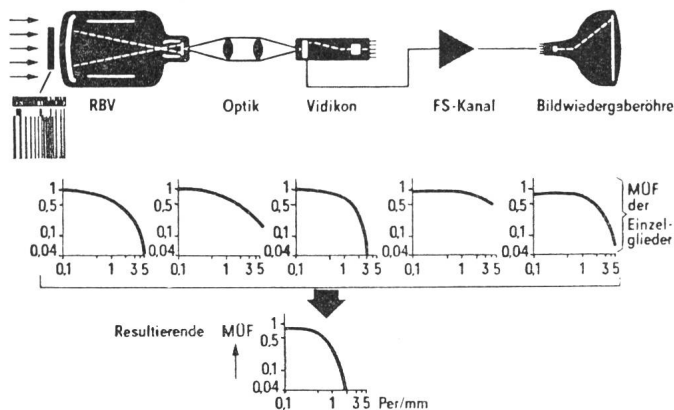 RBV Optik Vidikon FS-Kanal Bildwiedergaberöhre
1 1 1 1 1
0,5 0,5 0,5 0,5 0,5
0,1 0,1 0,1 0,1 0,1
0,04 0,04 0,04 0,04 0,04
0,1 1 3 5 0,1 1 3 5 0,1 1 3 5 0,1 1 3 5 0,1 1 3 5
MÜF
der
Einzel-
glieder
Resultierende MÜF
1
0,5
0,1
0,04
0,1 1 3 5 Per/mm